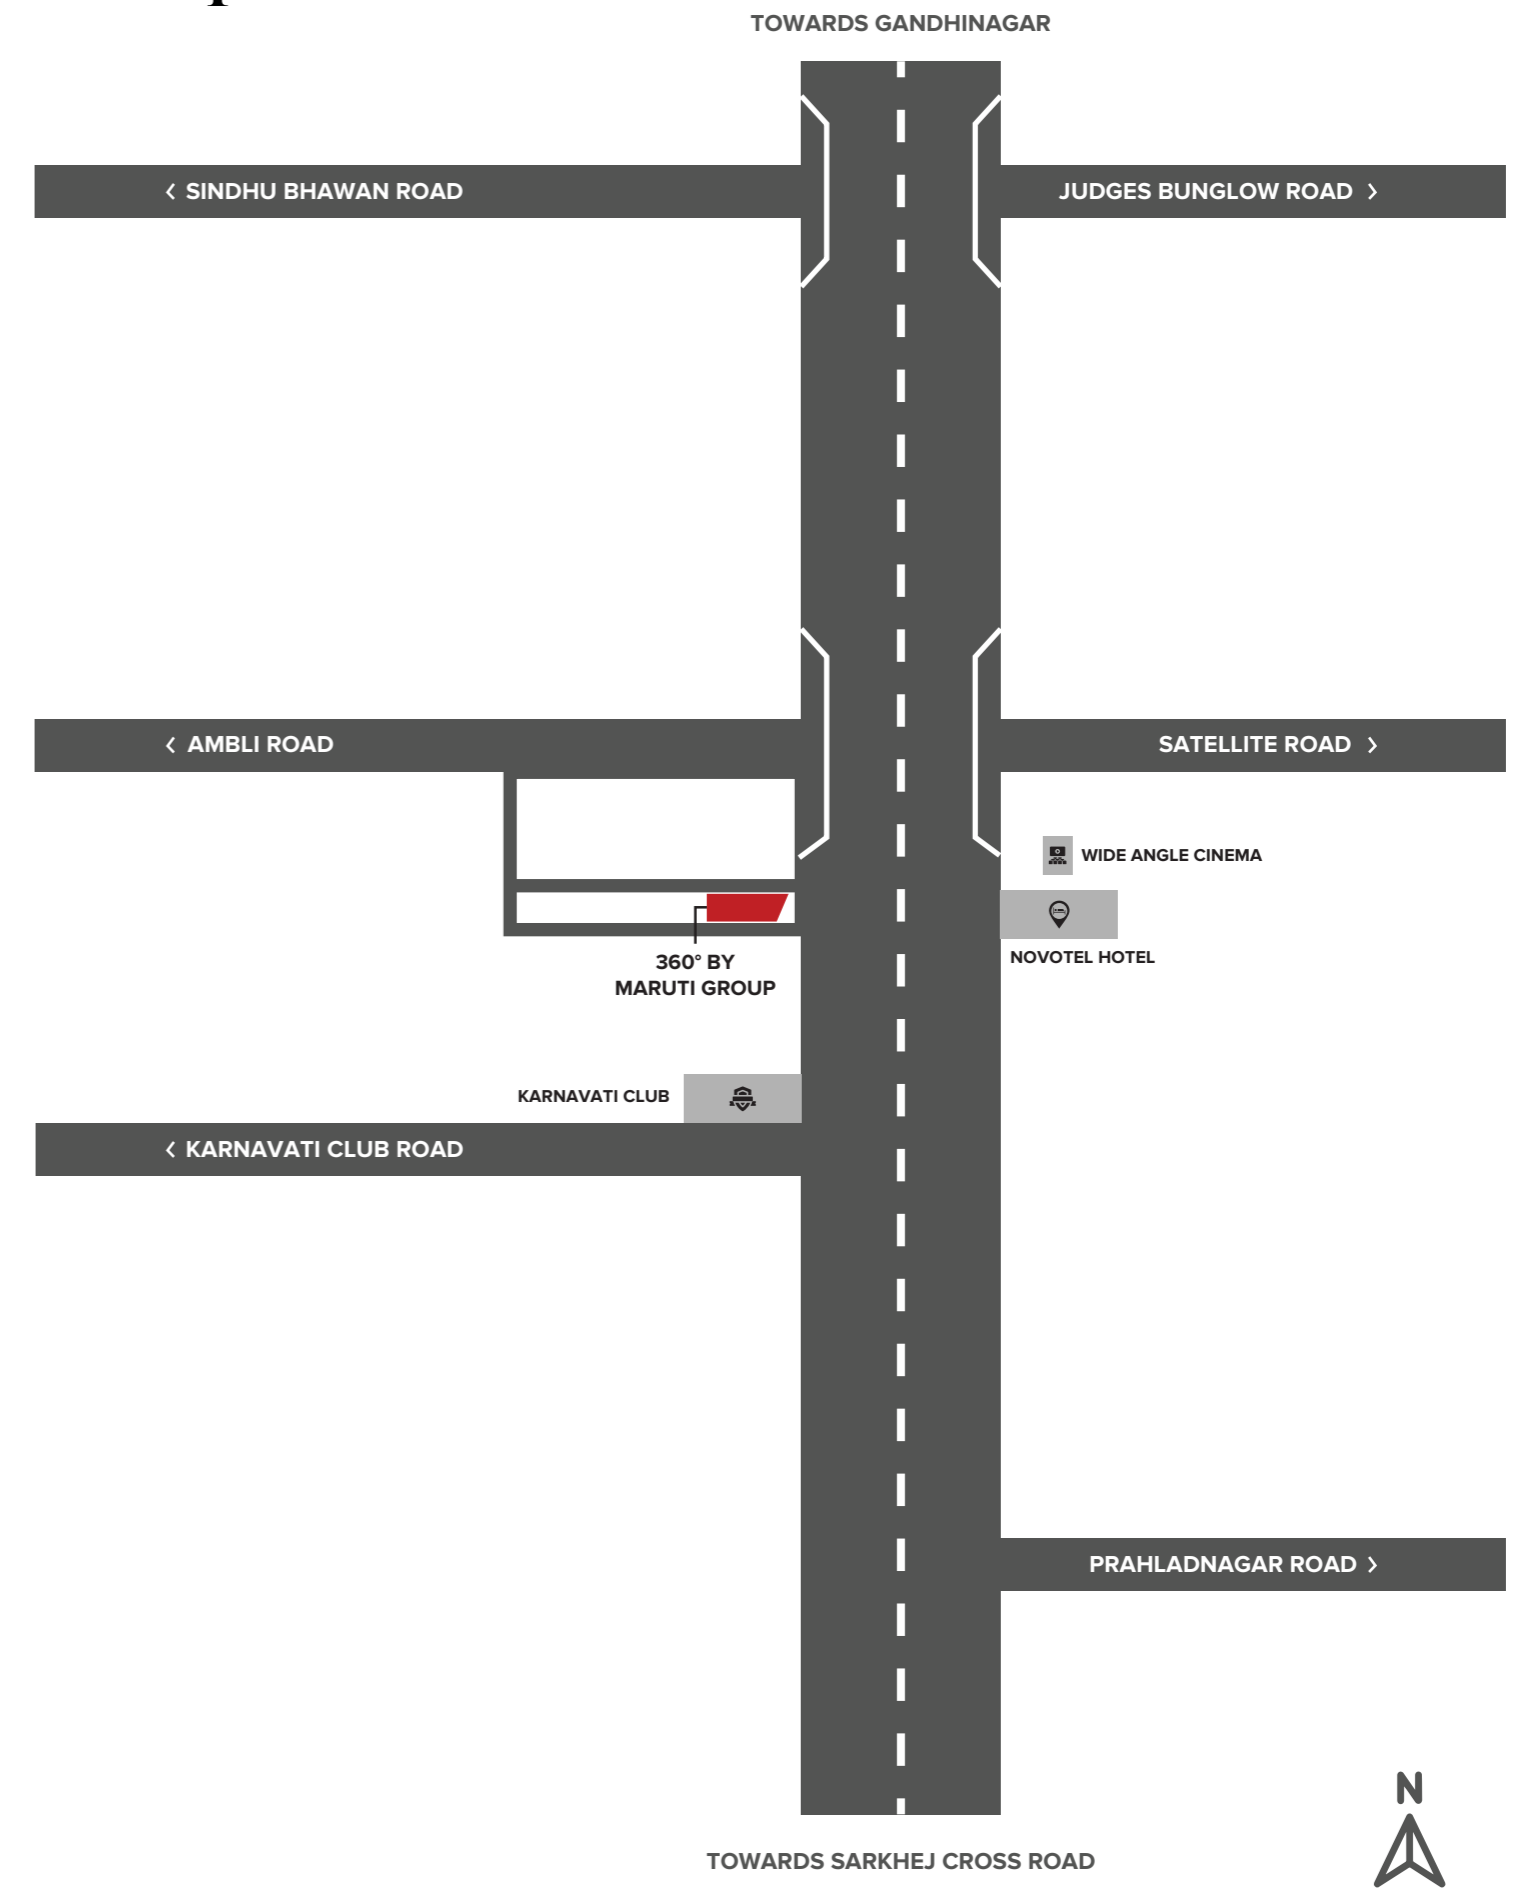 TOWARDS GANDHINAGAR
< SINDHU BHAWAN ROAD
JUDGES BUNGLOW ROAD >
< AMBLI ROAD
SATELLITE ROAD >
WIDE ANGLE CINEMA
360° BY
MARUTI GROUP
NOVOTEL HOTEL
KARNAVATI CLUB
< KARNAVATI CLUB ROAD
PRAHLADNAGAR ROAD >
N
TOWARDS SARKHEJ CROSS ROAD